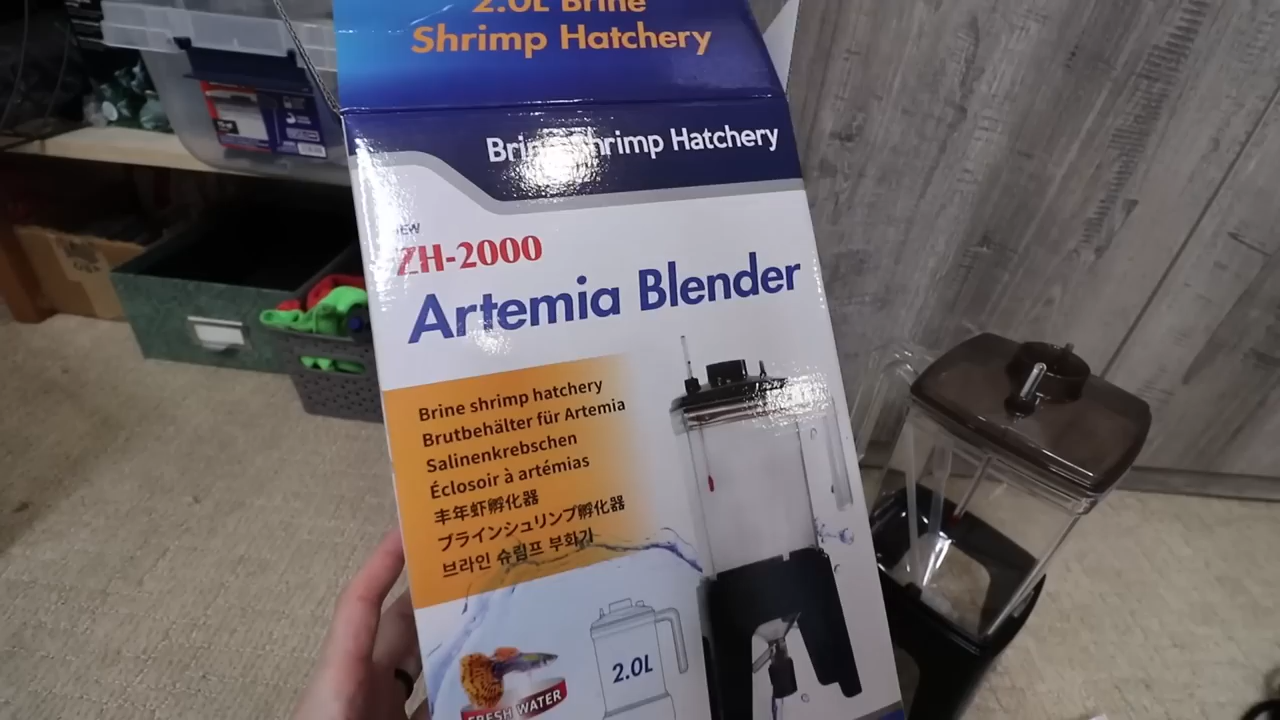 2.0L Brine
Shrimp Hatchery
Brine Shrimp Hatchery
NEW
ZH-2000
Artemia Blender
Brine shrimp hatchery
Brutbehälter für Artemia
Salinenkrebschen
Éclosoir à artémias
丰年虾孵化器
ブラインシュリンプ孵化器
브라인 슈림프 부화기
2.0L
FRESH WATER